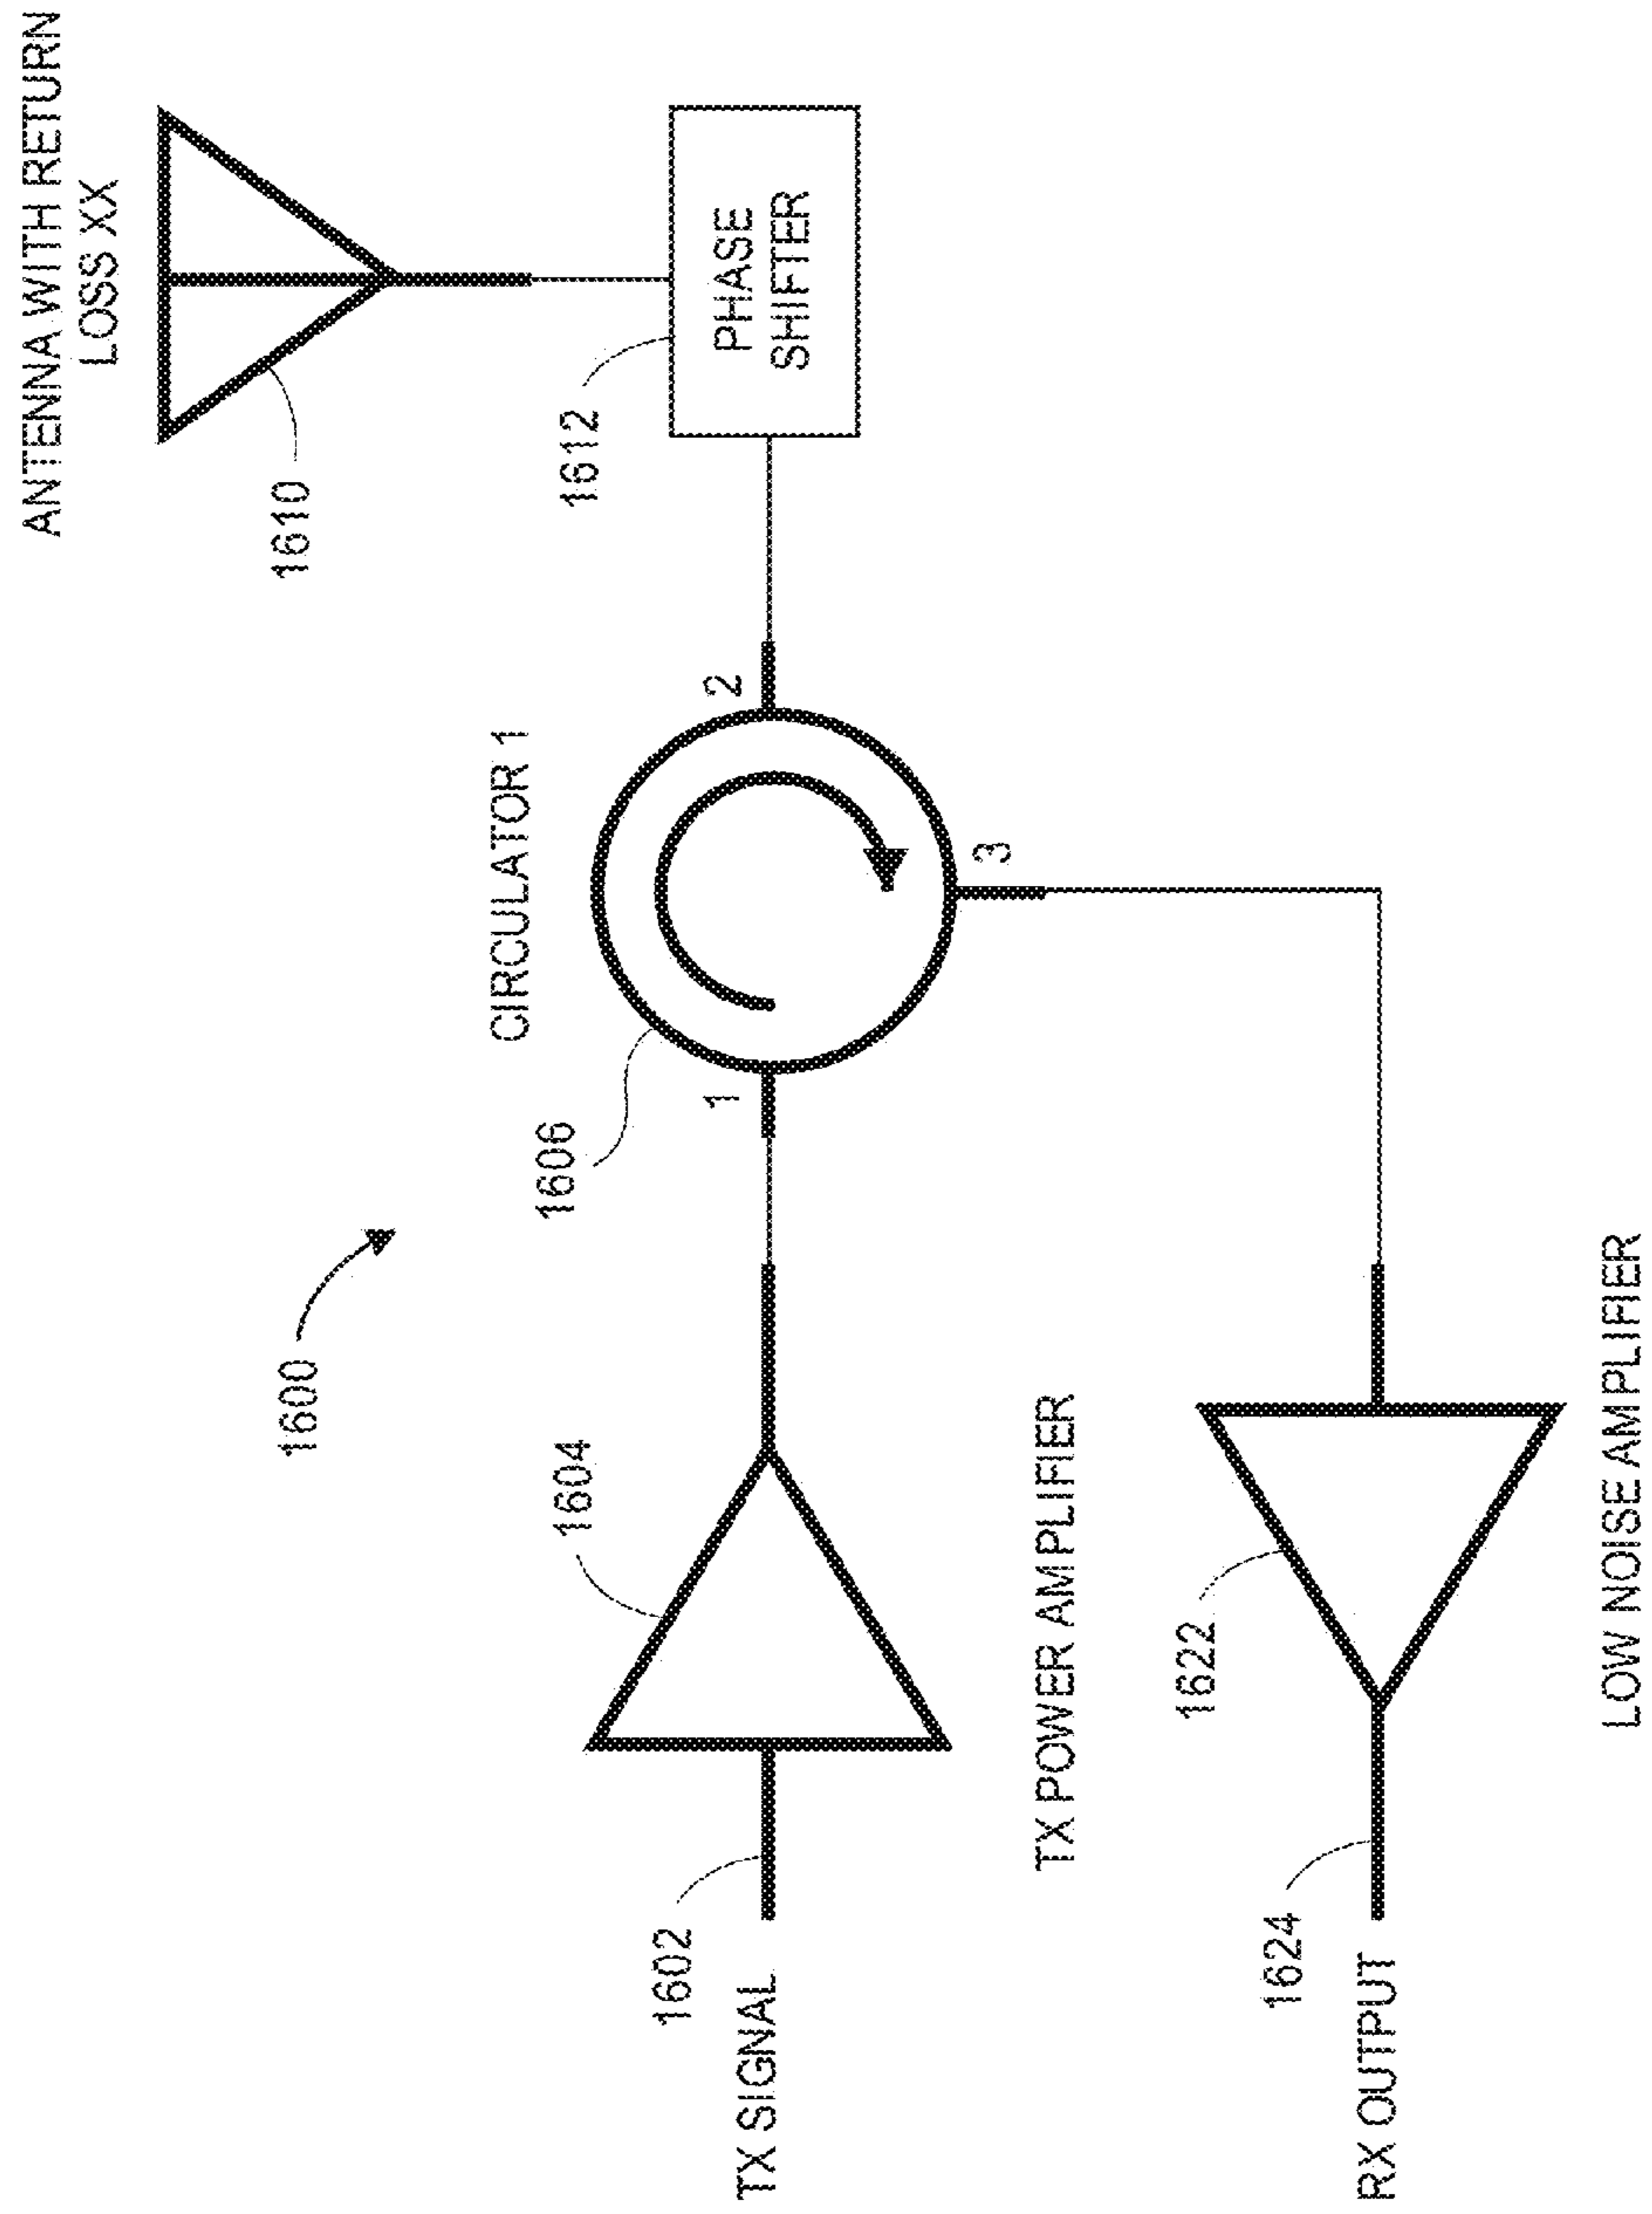 ANTENNA WITH RETURN
LOSS XX
1610
1600
CIRCULATOR 1
1606
1612
PHASE
SHIFTER
1604
1602
TX SIGNAL
1
2
3
TX POWER AMPLIFIER
1622
1624
RX OUTPUT
LOW NOISE AMPLIFIER